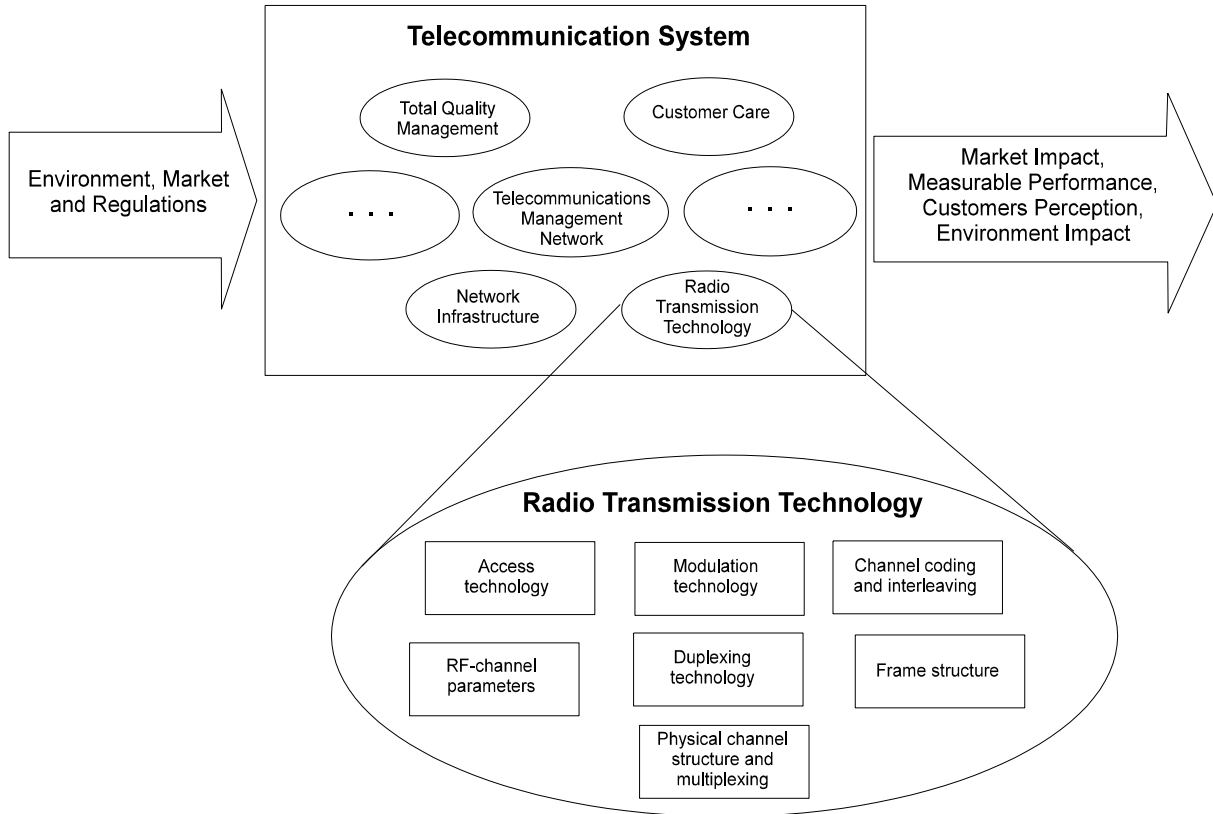 Telecommunication System
Total Quality
Management
Customer Care
Environment, Market
and Regulations
. . .
Telecommunications
Management
Network
. . .
Market Impact,
Measurable Performance,
Customers Perception,
Environment Impact
Network
Infrastructure
Radio
Transmission
Technology
Radio Transmission Technology
Access
technology
Modulation
technology
Channel coding
and interleaving
RF-channel
parameters
Duplexing
technology
Frame structure
Physical channel
structure and
multiplexing